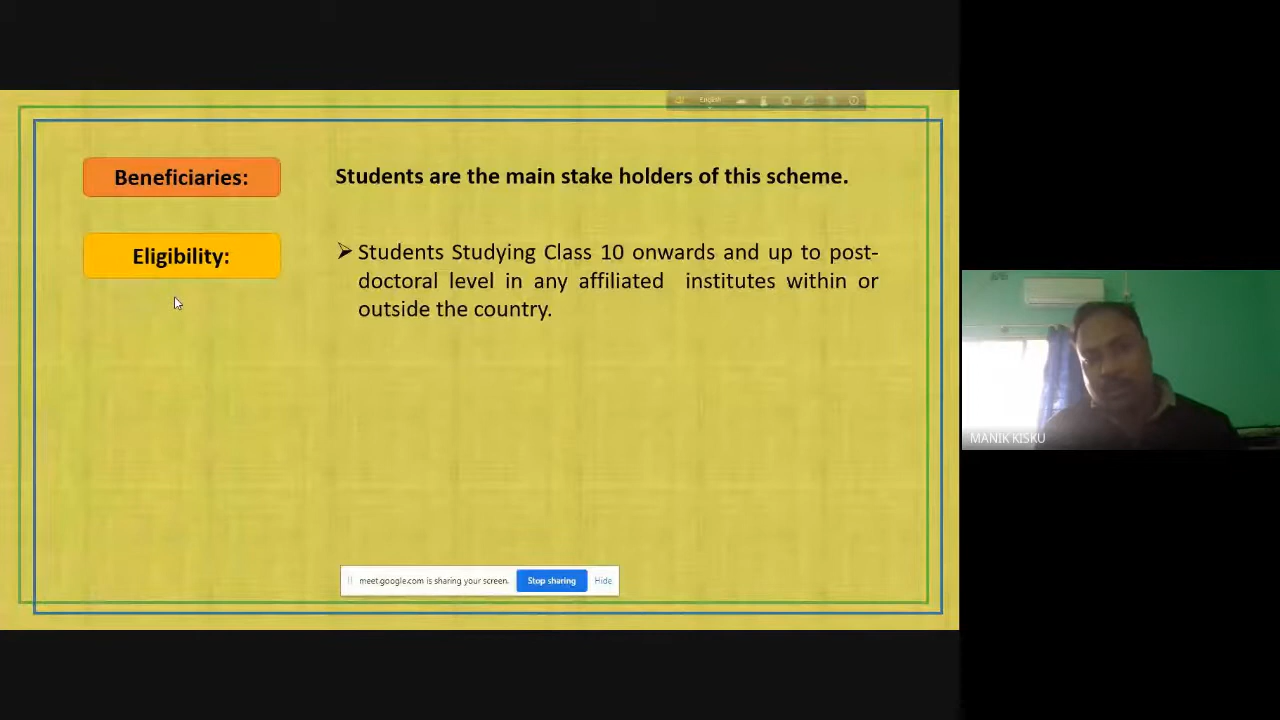 English
Beneficiaries:
Students are the main stake holders of this scheme.
Eligibility:
Students Studying Class 10 onwards and up to post-
doctoral level in any affiliated institutes within or
outside the country.
MANIK KISKU
meet.google.com is sharing your screen.
Stop sharing
Hide